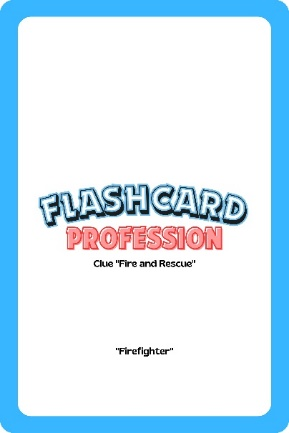 FLASHCARD
PROFESSION
Clue "Fire and Rescue"
"Firefighter"